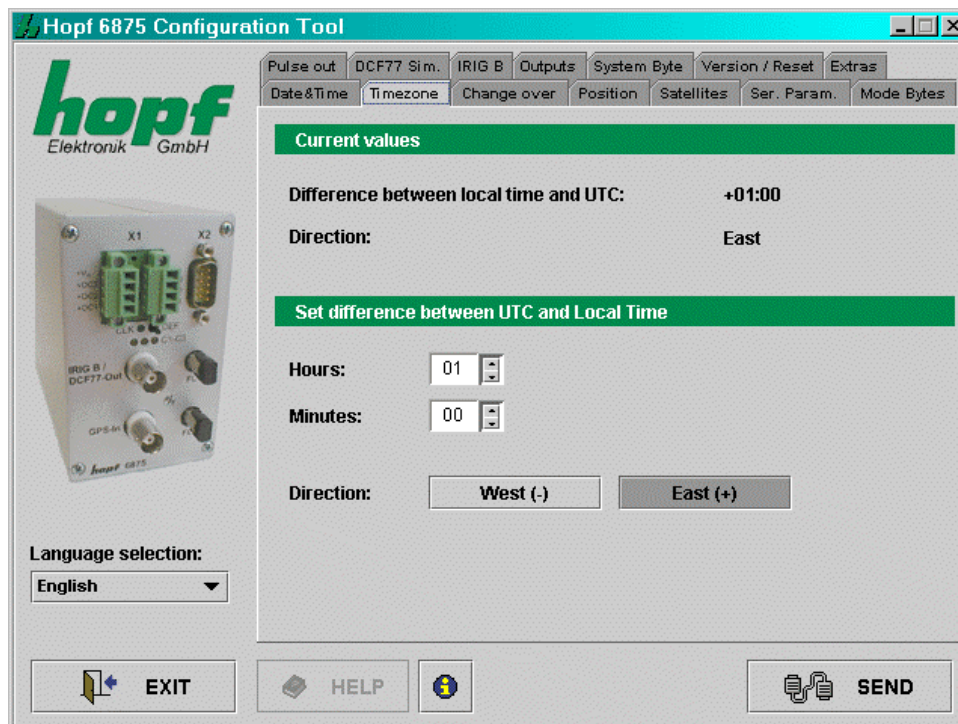 Hopf 6875 Configuration Tool
hopf
Elektronik GmbH
Pulse out DCF77 Sim. IRIG B Outputs System Byte Version / Reset Extras
Date&Time Timezone Change over Position Satellites Ser. Param. Mode Bytes
Current values
Difference between local time and UTC: +01:00
Direction: East
Set difference between UTC and Local Time
Hours: 01
Minutes: 00
Direction: West (-) East (+)
X1 X2
IRIG B /
DCF77-Out
GPS-In
hopf 6875
Language selection:
English
EXIT HELP SEND